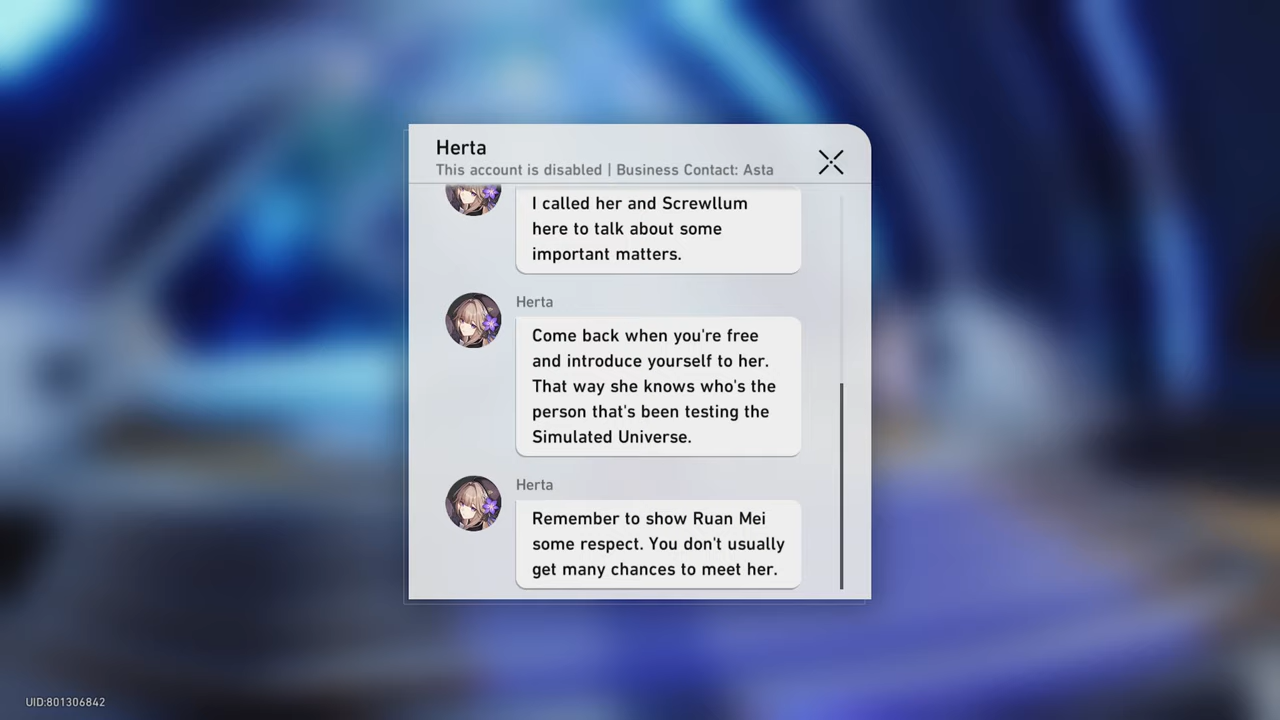 Herta
This account is disabled | Business Contact: Asta
I called her and Screwllum
here to talk about some
important matters.
Herta
Come back when you're free
and introduce yourself to her.
That way she knows who's the
person that's been testing the
Simulated Universe.
Herta
Remember to show Ruan Mei
some respect. You don't usually
get many chances to meet her.
UID:801306842